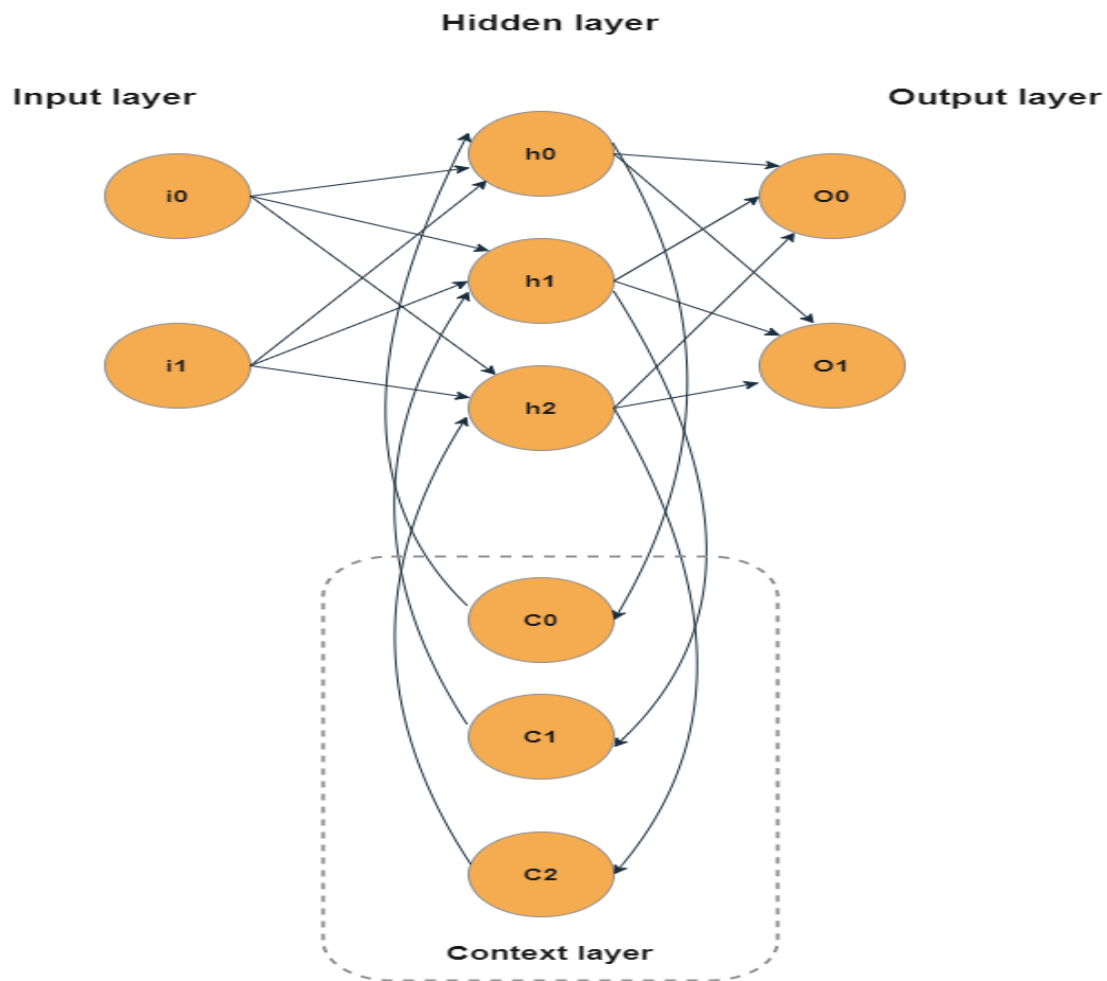 Hidden layer
Input layer
Output layer
h0
i0
O0
h1
i1
O1
h2
C0
C1
C2
Context layer